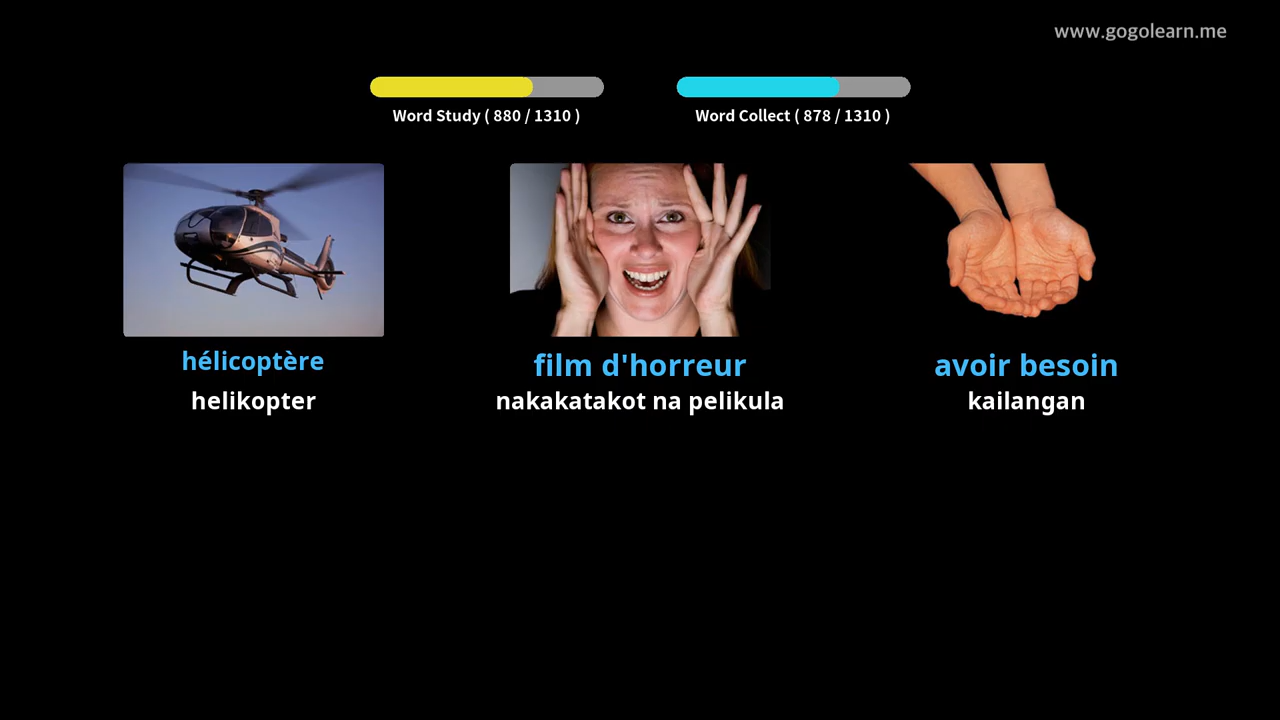 www.gogolearn.me
Word Study ( 880 / 1310 )
Word Collect ( 878 / 1310 )
hélicoptère
helikopter
film d'horreur
nakakatakot na pelikula
avoir besoin
kailangan